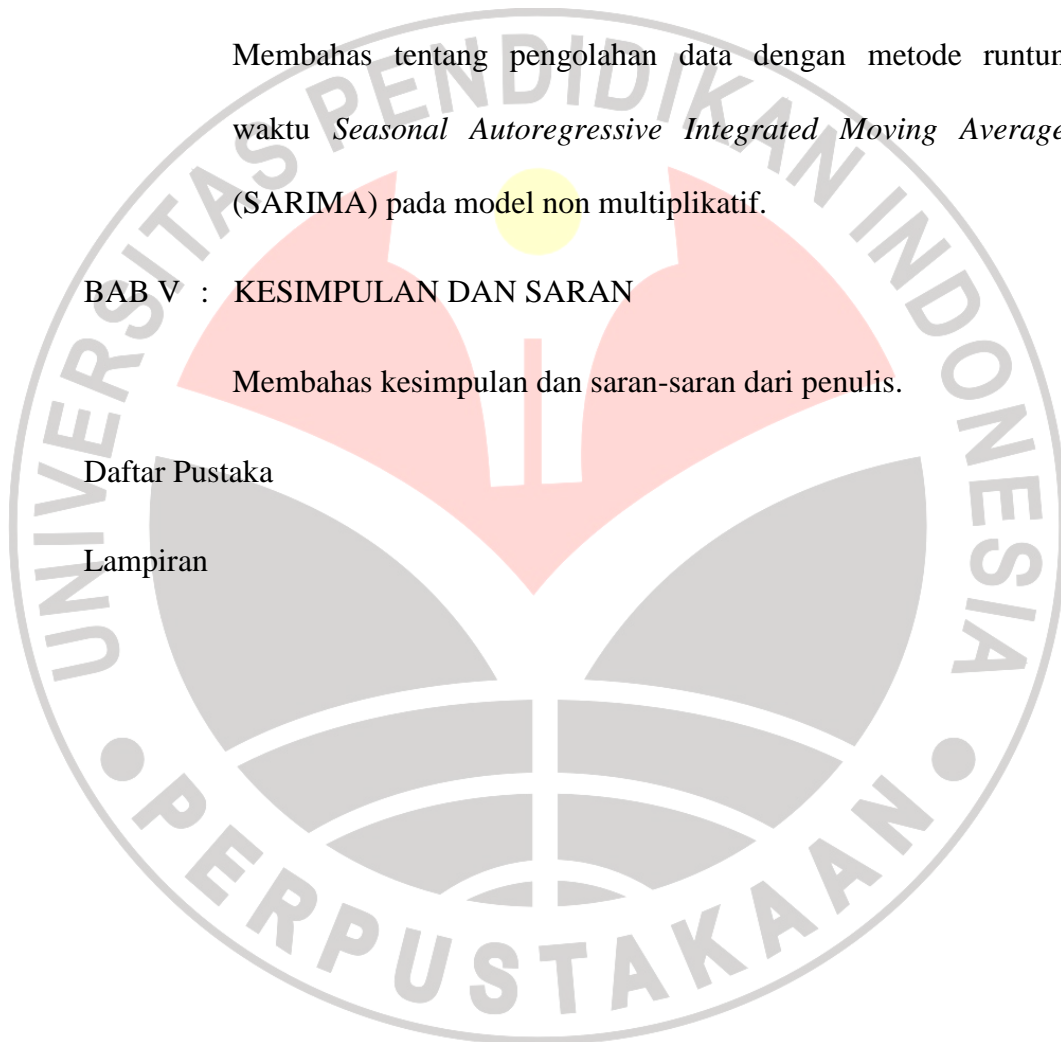 Membahas tentang pengolahan data dengan metode runtun
waktu Seasonal Autoregressive Integrated Moving Average
(SARIMA) pada model non multiplikatif.
BAB V : KESIMPULAN DAN SARAN
Membahas kesimpulan dan saran-saran dari penulis.
Daftar Pustaka
Lampiran
UNIVERSITAS PENDIDIKAN INDONESIA
PERPUSTAKAAN